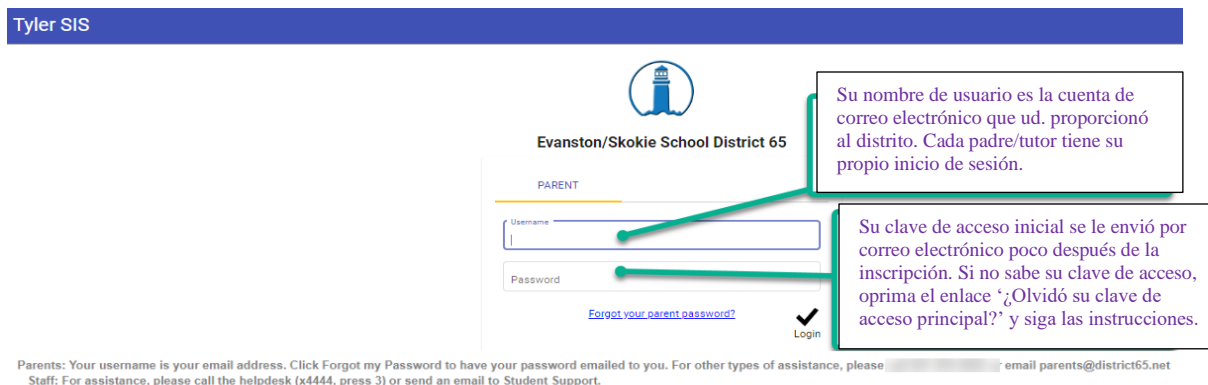 Tyler SIS
Evanston/Skokie School District 65
PARENT
Username
Password
Forgot your parent password?
Login
Su nombre de usuario es la cuenta de
correo electrónico que ud. proporcionó
al distrito. Cada padre/tutor tiene su
propio inicio de sesión.
Su clave de acceso inicial se le envió por
correo electrónico poco después de la
inscripción. Si no sabe su clave de acceso,
oprima el enlace ‘¿Olvidó su clave de
acceso principal?’ y siga las instrucciones.
Parents: Your username is your email address. Click Forgot my Password to have your password emailed to you. For other types of assistance, please email parents@district65.net
Staff: For assistance, please call the helpdesk (x4444, press 3) or send an email to Student Support.